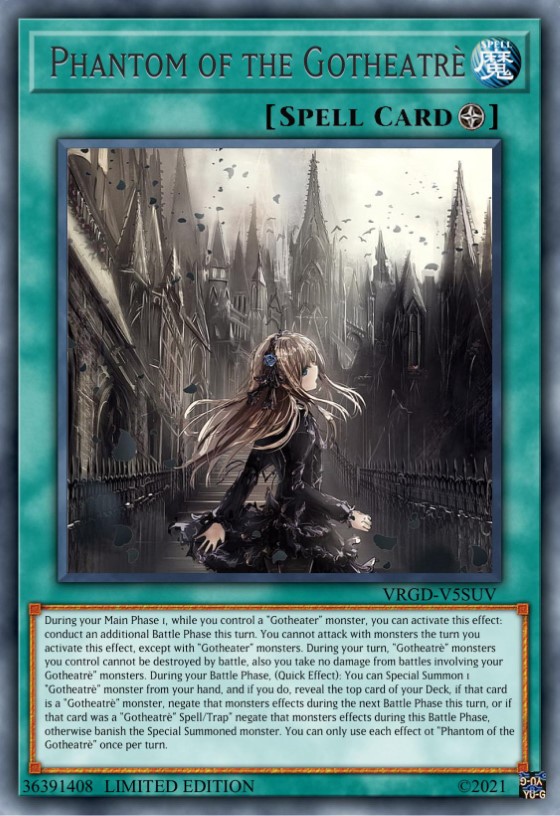 PHANTOM OF THE GOTHEATRÈ
SPELL
魔
[SPELL CARD]
VRGD-V5SUV
During your Main Phase 1, while you control a "Gotheater" monster, you can activate this effect:
conduct an additional Battle Phase this turn. You cannot attack with monsters the turn you
activate this effect, except with "Gotheater" monsters. During your turn, "Gotheatrè" monsters
you control cannot be destroyed by battle, also you take no damage from battles involving your
Gotheatrè" monsters. During your Battle Phase, (Quick Effect): You can Special Summon 1
"Gotheatrè" monster from your hand, and if you do, reveal the top card of your Deck, if that card
is a "Gotheatrè" monster, negate that monsters effects during the next Battle Phase this turn, or if
that card was a "Gotheatrè" Spell/Trap" negate that monsters effects during this Battle Phase,
otherwise banish the Special Summoned monster. You can only use each effect ot "Phantom of the
Gotheatrè" once per turn.
36391408 LIMITED EDITION
©2021
YU-G